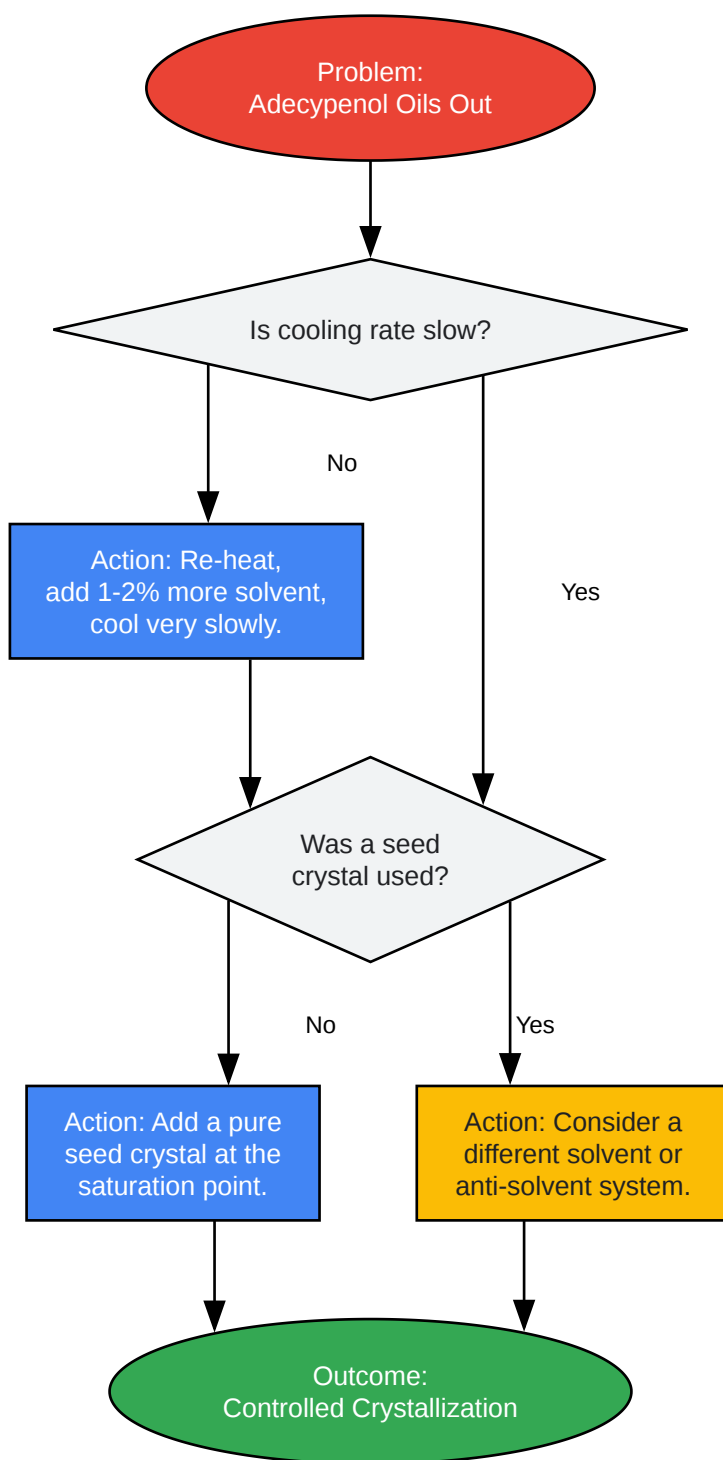 Problem:
Adecypenol Oils Out
Is cooling rate slow?
No
Action: Re-heat,
add 1-2% more solvent,
cool very slowly.
Yes
Was a seed
crystal used?
No
Yes
Action: Add a pure
seed crystal at the
saturation point.
Action: Consider a
different solvent or
anti-solvent system.
Outcome:
Controlled Crystallization